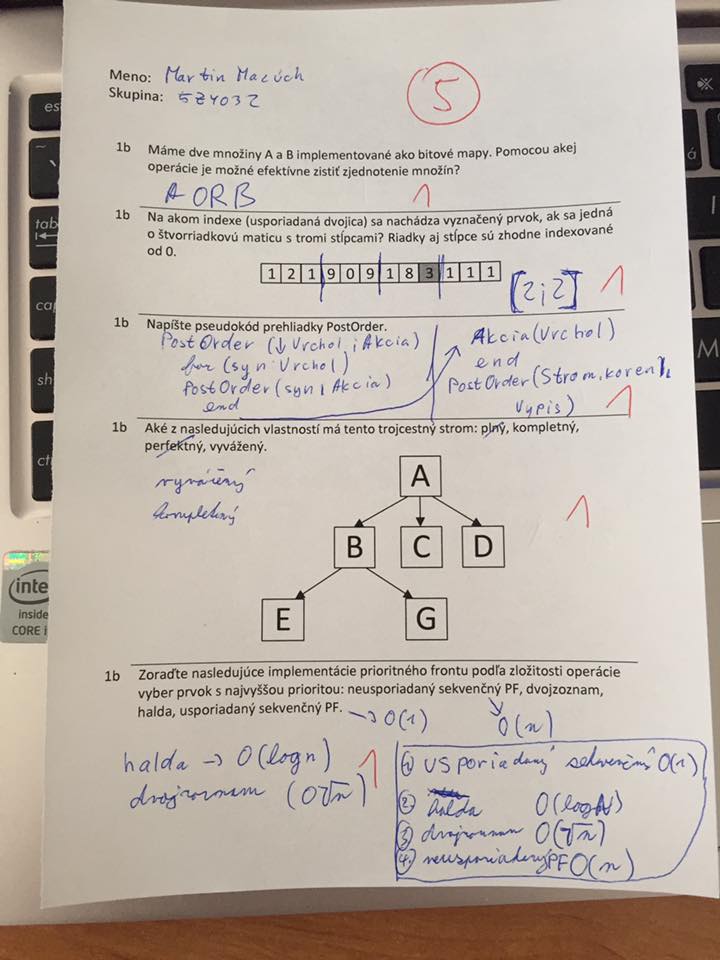 Meno: Martin Macúch
Skupina: 5ZY032
5
1b Máme dve množiny A a B implementované ako bitové mapy. Pomocou akej
operácie je možné efektívne zistiť zjednotenie množín?
A OR B
1
1b Na akom indexe (usporiadaná dvojica) sa nachádza vyznačený prvok, ak sa jedná
o štvorriadkovú maticu s tromi stĺpcami? Riadky aj stĺpce sú zhodne indexované
od 0.
1 2 1 9 0 9 1 8 3 1 1 1
[2;2]
1
1b Napíšte pseudokód prehliadky PostOrder.
PostOrder (↓Vrchol ; Akcia)
for (syn: Vrchol)
PostOrder (syn, Akcia)
end
Akcia (Vrchol)
end
PostOrder (Strom.koren,
Vypis)
1
1b Aké z nasledujúcich vlastností má tento trojcestný strom: plný, kompletný,
perfektný, vyvážený.
vyvážený
kompletný
1
A
B C D
E G
1b Zoraďte nasledujúce implementácie prioritného frontu podľa zložitosti operácie
vyber prvok s najvyššou prioritou: neusporiadaný sekvenčný PF, dvojzoznam,
halda, usporiadaný sekvenčný PF.
→ O(1)
O(n)
halda → O(log n)
dvojzoznam (O√n)
1
1. usporiadaný sekvenčný O(1)
2. halda O(log N)
3. dvojzoznam O(√n)
4. neusporiadený PF O(n)
esc
tab
inte
inside
CORE i